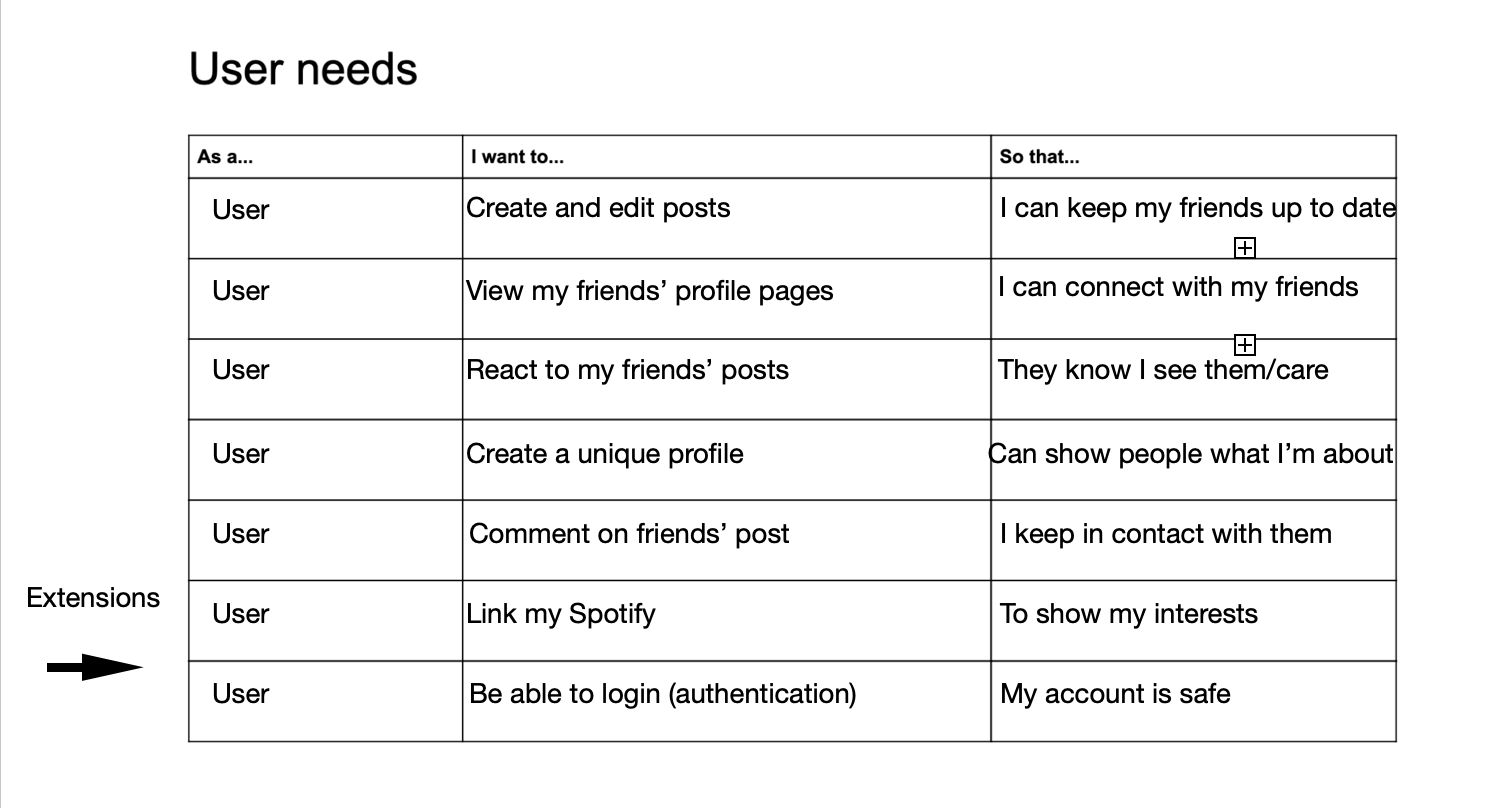 User needs
As a... I want to... So that...
User Create and edit posts I can keep my friends up to date
User View my friends’ profile pages I can connect with my friends
User React to my friends’ posts They know I see them/care
User Create a unique profile Can show people what I’m about
User Comment on friends’ post I keep in contact with them
Extensions
User Link my Spotify To show my interests
User Be able to login (authentication) My account is safe